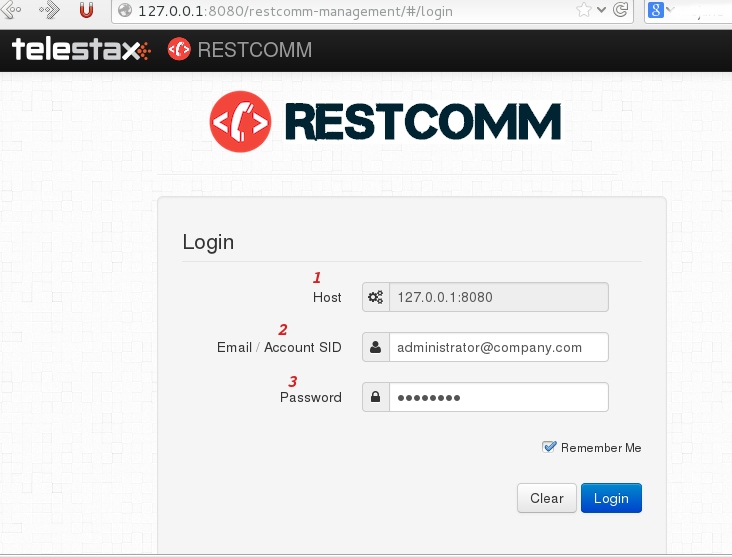 127.0.0.1:8080/restcomm-management/#/login
8
telestax RESTCOMM
RESTCOMM
Login
1
Host 127.0.0.1:8080
2
Email / Account SID administrator@company.com
3
Password ••••••••
Remember Me
Clear Login